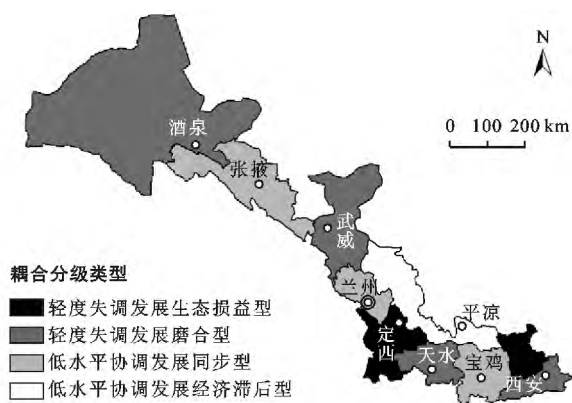 N
0 100 200 km
酒泉
张掖
武威
兰州
平凉
定西
天水
宝鸡
西安
耦合分级类型
轻度失调发展生态损益型
轻度失调发展磨合型
低水平协调发展同步型
低水平协调发展经济滞后型